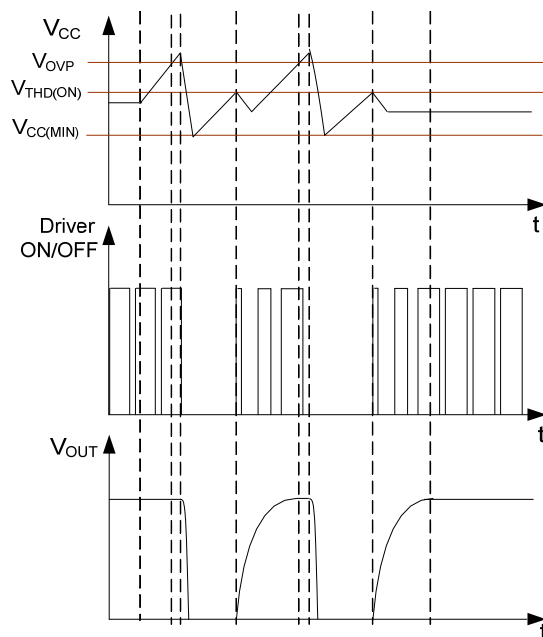 VCC
VOVP
VTHD(ON)
VCC(MIN)
t
Driver
ON/OFF
t
VOUT
t